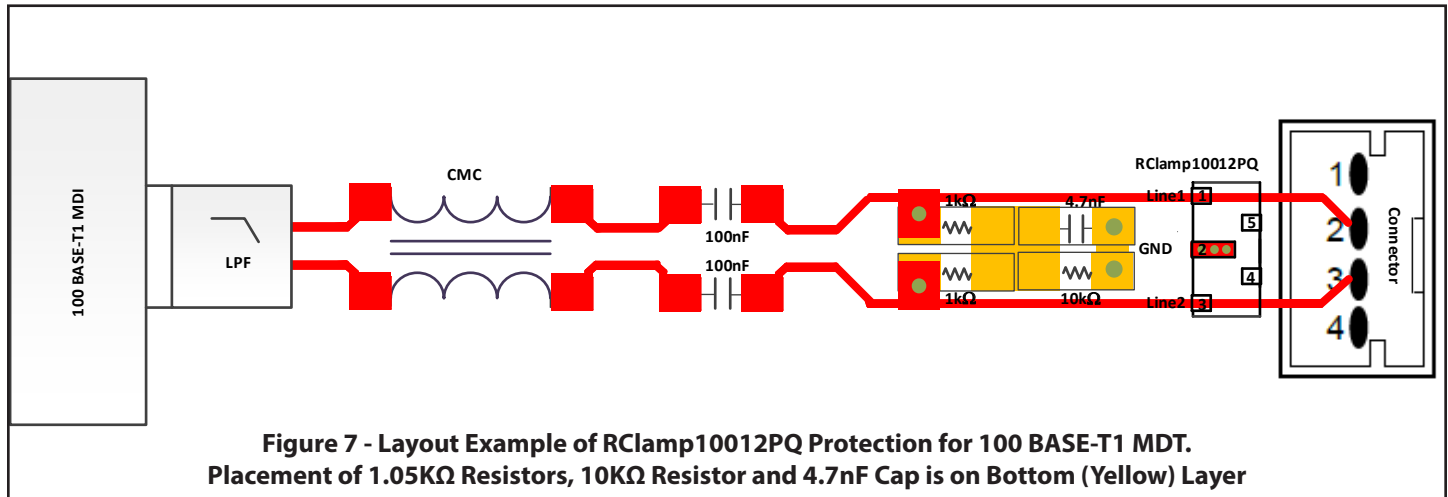 100 BASE-T1 MDI
LPF
CMC
100nF
100nF
1kΩ
4.7nF
1kΩ
10kΩ
RClamp10012PQ
Line1
1
5
GND
2
4
Line2
3
1
2
3
4
Connector
Figure 7 - Layout Example of RClamp10012PQ Protection for 100 BASE-T1 MDT.
Placement of 1.05KΩ Resistors, 10KΩ Resistor and 4.7nF Cap is on Bottom (Yellow) Layer